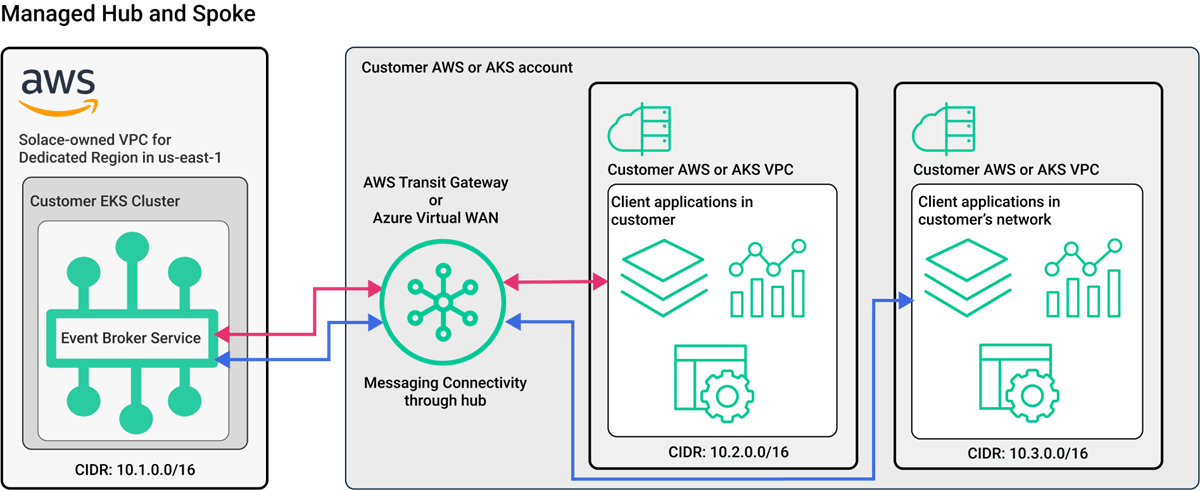 Managed Hub and Spoke
aws
Solace-owned VPC for
Dedicated Region in us-east-1
Customer EKS Cluster
Event Broker Service
CIDR: 10.1.0.0/16
Customer AWS or AKS account
AWS Transit Gateway
or
Azure Virtual WAN
Messaging Connectivity
through hub
Customer AWS or AKS VPC
Client applications in
customer
CIDR: 10.2.0.0/16
Customer AWS or AKS VPC
Client applications in
customer’s network
CIDR: 10.3.0.0/16